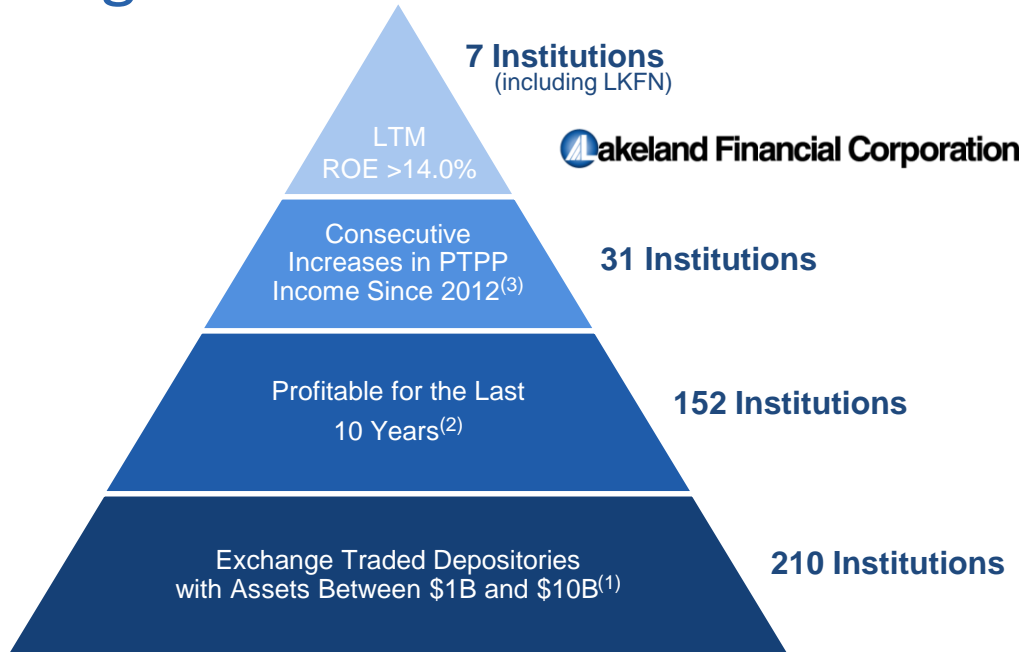 7 Institutions
(including LKFN)
LTM
ROE >14.0%
Lakeland Financial Corporation
Consecutive
Increases in PTPP
Income Since 2012(3)
31 Institutions
Profitable for the Last
10 Years(2)
152 Institutions
Exchange Traded Depositories
with Assets Between $1B and $10B(1)
210 Institutions